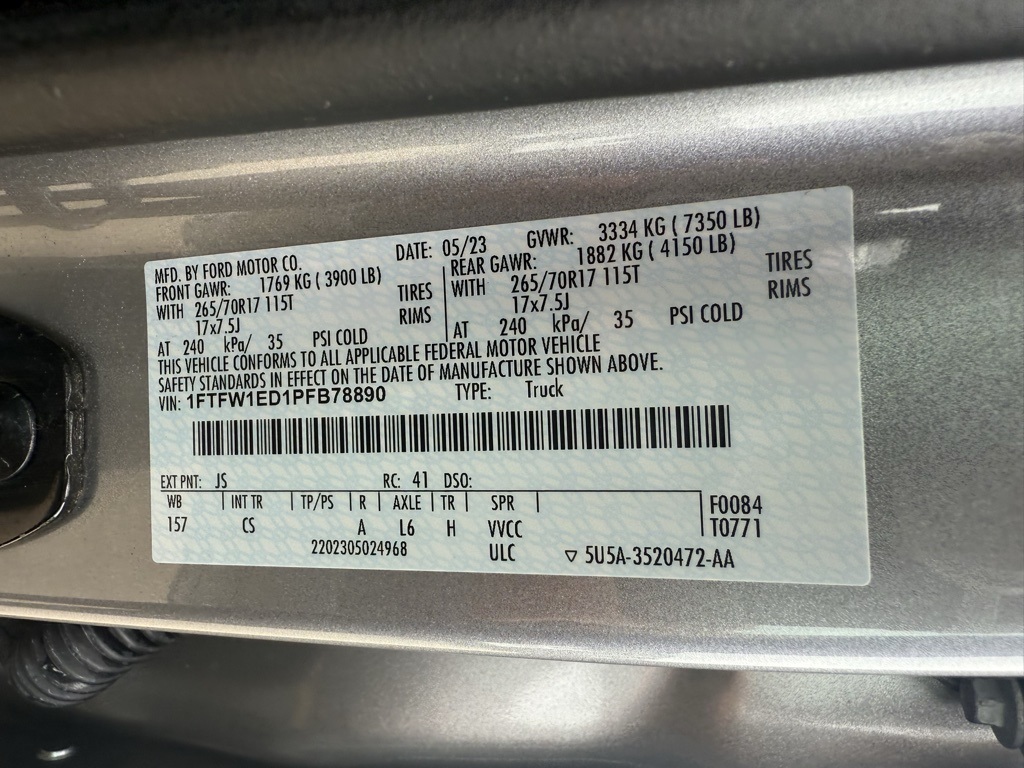 MFD. BY FORD MOTOR CO. DATE: 05/23 GVWR: 3334 KG ( 7350 LB)
FRONT GAWR: 1769 KG ( 3900 LB) REAR GAWR: 1882 KG ( 4150 LB)
WITH 265/70R17 115T TIRES WITH 265/70R17 115T TIRES
17x7.5J RIMS 17x7.5J RIMS
AT 240 kPa/ 35 PSI COLD AT 240 kPa/ 35 PSI COLD
THIS VEHICLE CONFORMS TO ALL APPLICABLE FEDERAL MOTOR VEHICLE
SAFETY STANDARDS IN EFFECT ON THE DATE OF MANUFACTURE SHOWN ABOVE.
VIN: 1FTFW1ED1PFB78890 TYPE: Truck
EXT PNT: JS RC: 41 DSO:
WB INT TR TP/PS R AXLE TR SPR F0084
157 CS A L6 H VVCC T0771
2202305024968 ULC ▽ 5U5A-3520472-AA